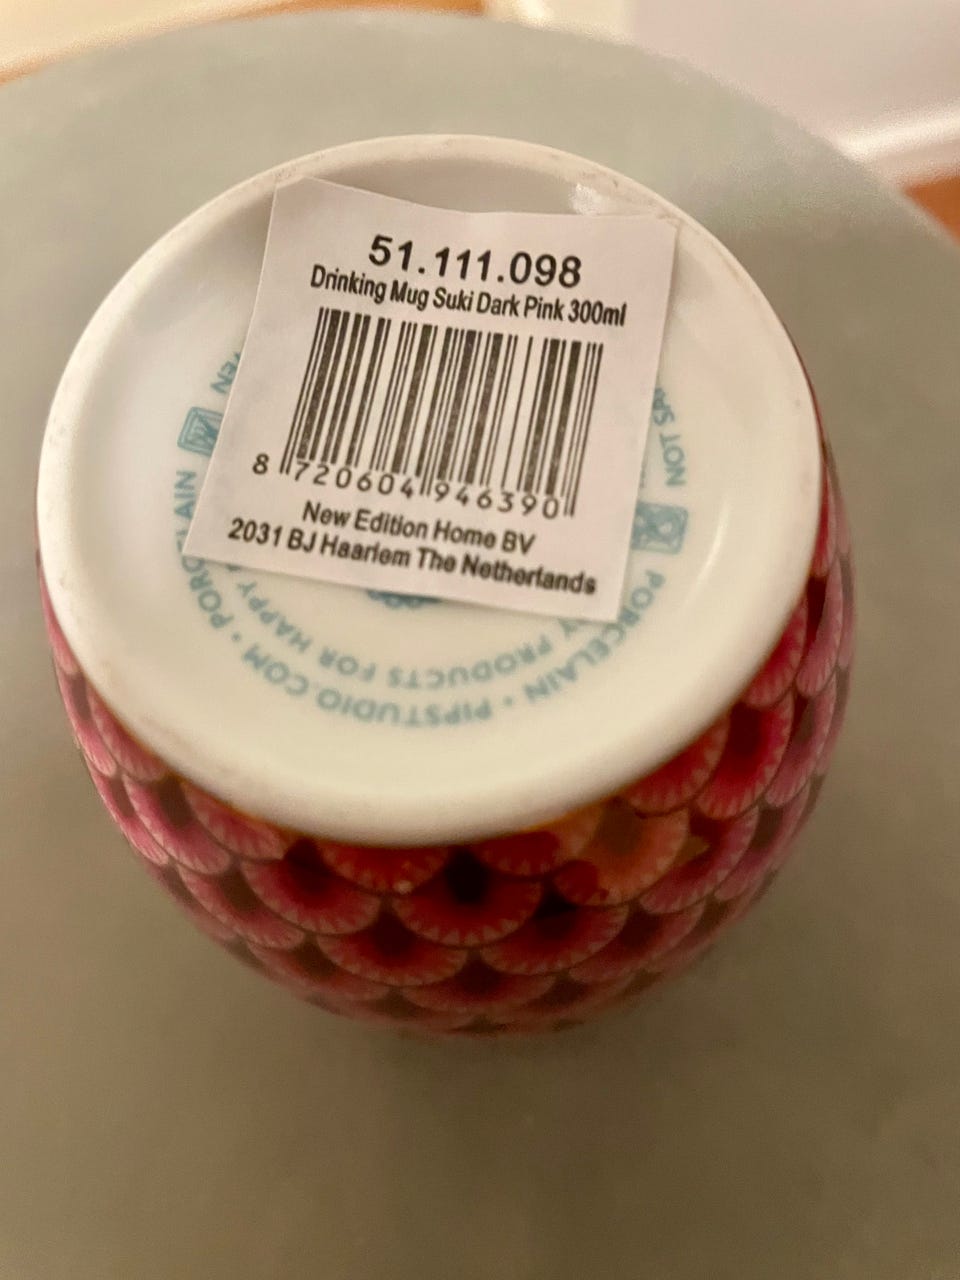 51.111.098
Drinking Mug Suki Dark Pink 300ml
8 720604 946390
New Edition Home BV
2031 BJ Haarlem The Netherlands
PORCELAIN • PIPSTUDIO.COM • PORCELAIN
PRODUCTS FOR HAPPY
NOT